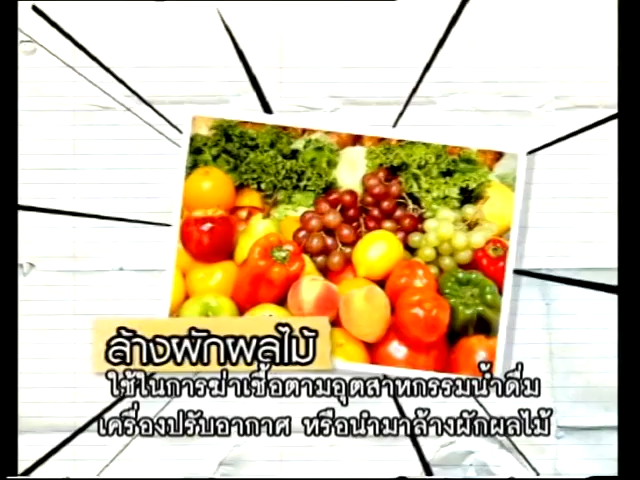 ล้างผักผลไม้
ใช้ในการฆ่าเชื้อตามอุตสาหกรรมน้ำดื่ม
เครื่องปรับอากาศ หรือนำมาล้างผักผลไม้